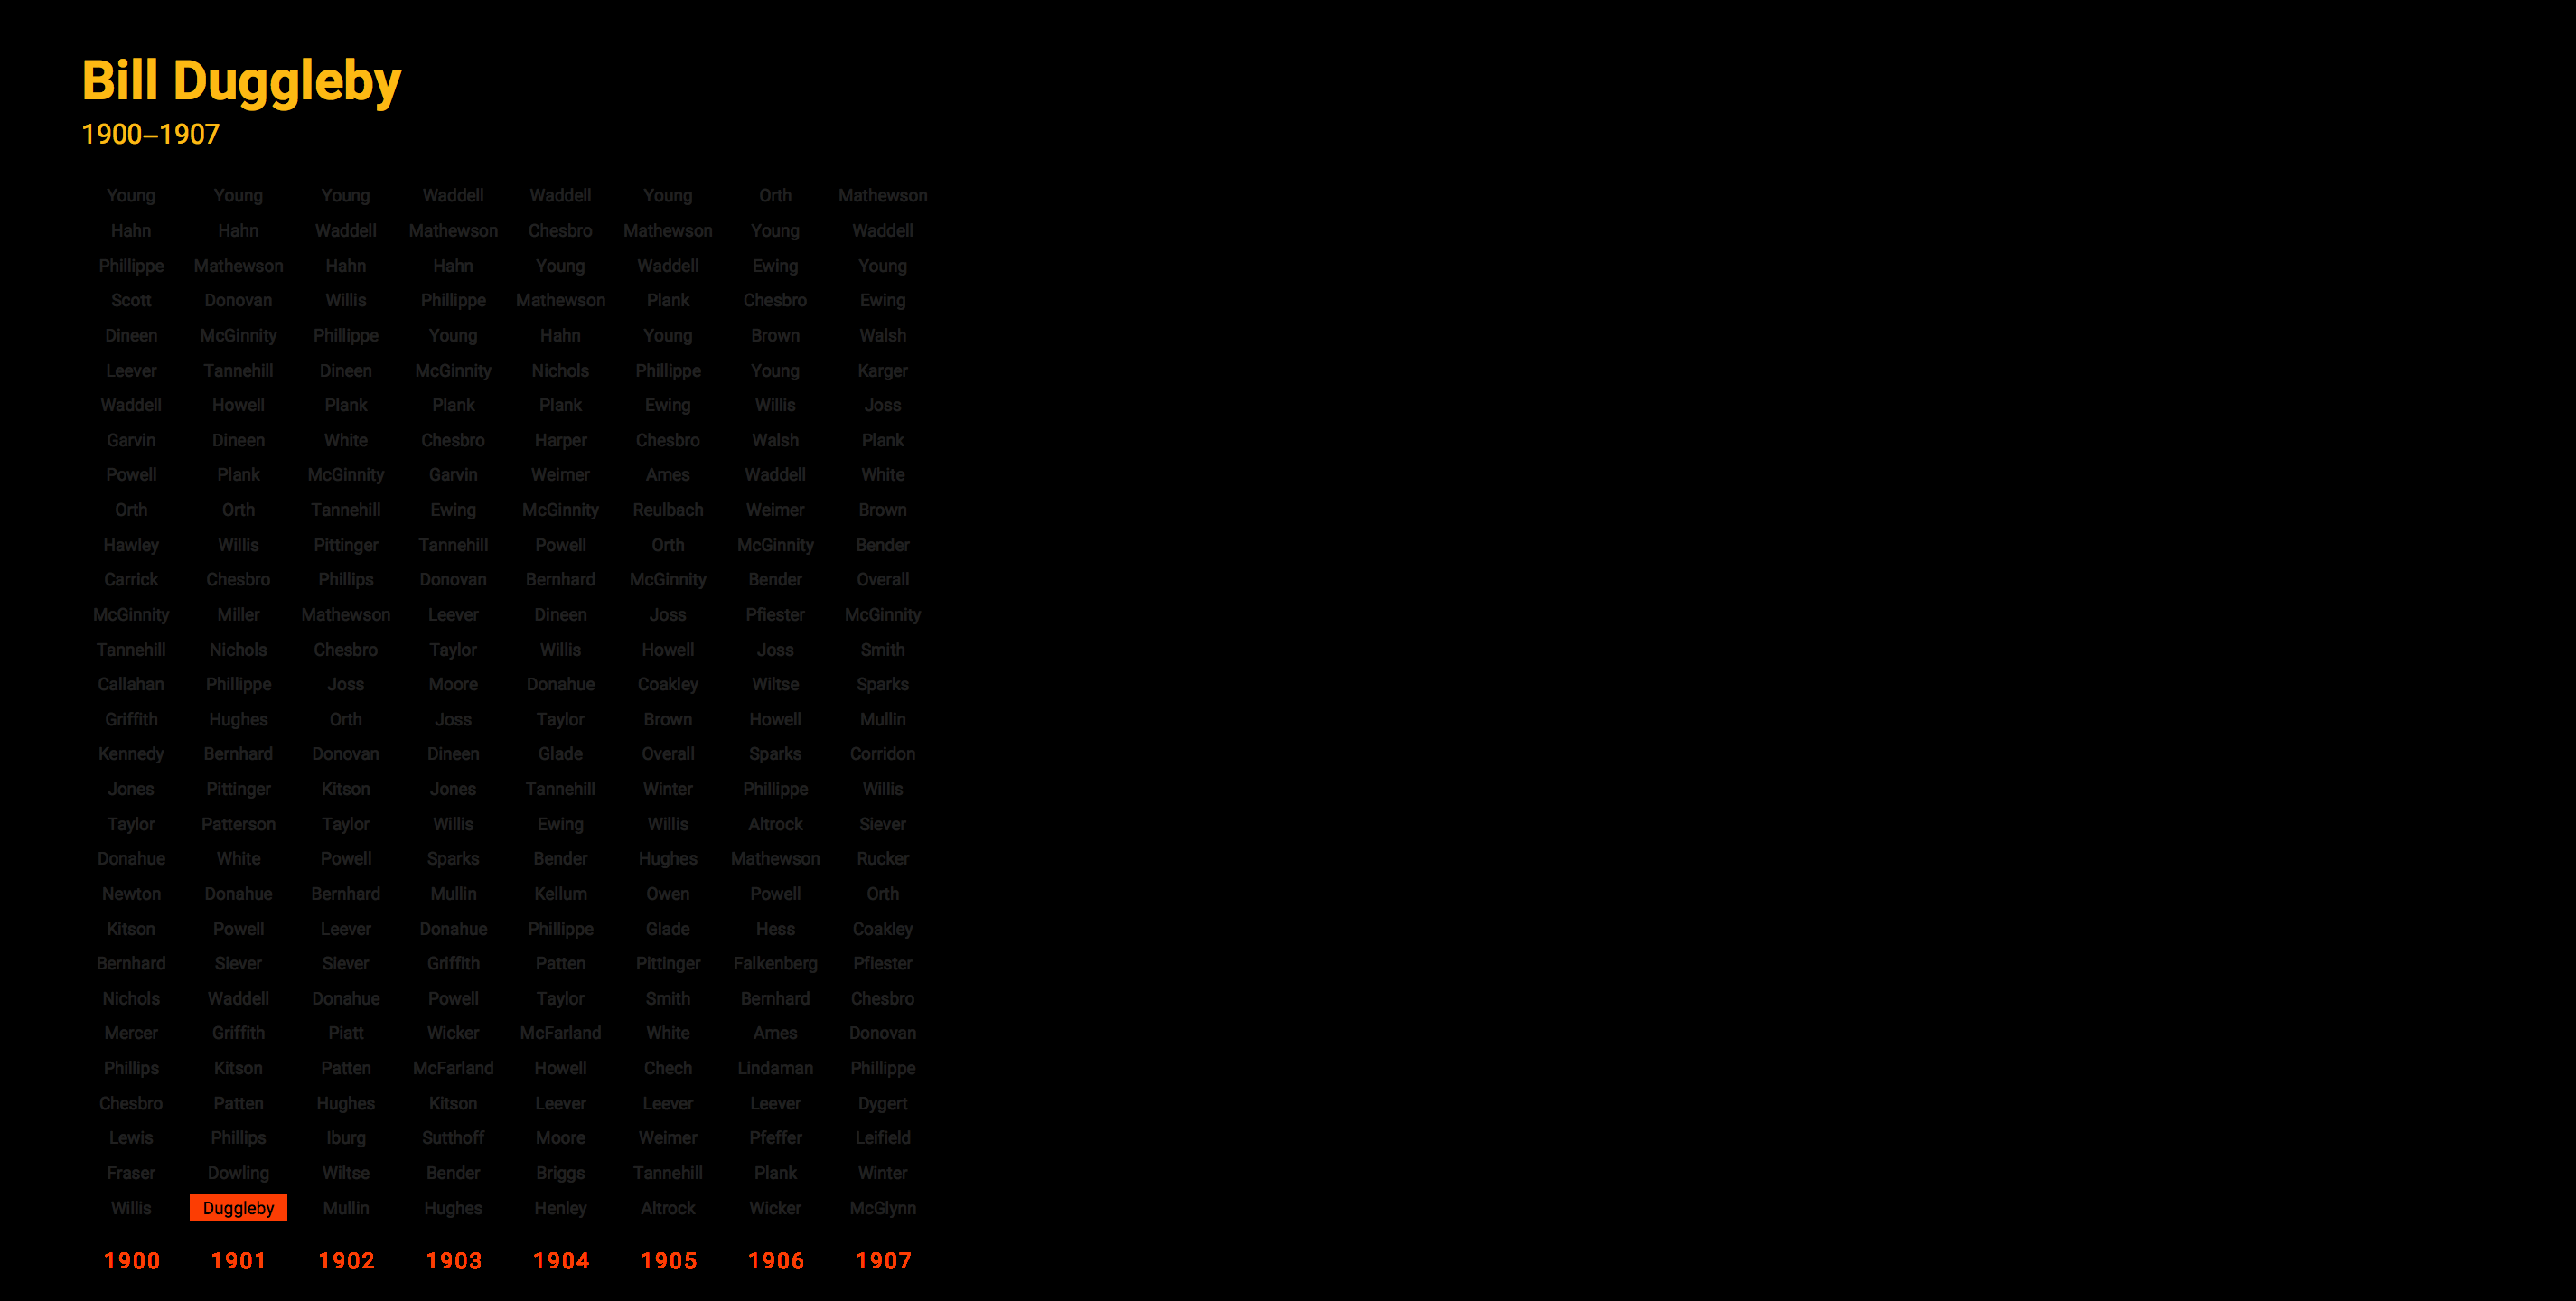 Bill Duggleby
1900–1907
Young Young Young Waddell Waddell Young Orth Mathewson
Hahn Hahn Waddell Mathewson Chesbro Mathewson Young Waddell
Phillippe Mathewson Hahn Hahn Young Waddell Ewing Young
Scott Donovan Willis Phillippe Mathewson Plank Chesbro Ewing
Dineen McGinnity Phillippe Young Hahn Young Brown Walsh
Leever Tannehill Dineen McGinnity Nichols Phillippe Young Karger
Waddell Howell Plank Plank Plank Ewing Willis Joss
Garvin Dineen White Chesbro Harper Chesbro Walsh Plank
Powell Plank McGinnity Garvin Weimer Ames Waddell White
Orth Orth Tannehill Ewing McGinnity Reulbach Weimer Brown
Hawley Willis Pittinger Tannehill Powell Orth McGinnity Bender
Carrick Chesbro Phillips Donovan Bernhard McGinnity Bender Overall
McGinnity Miller Mathewson Leever Dineen Joss Pfiester McGinnity
Tannehill Nichols Chesbro Taylor Willis Howell Joss Smith
Callahan Phillippe Joss Moore Donahue Coakley Wiltse Sparks
Griffith Hughes Orth Joss Taylor Brown Howell Mullin
Kennedy Bernhard Donovan Dineen Glade Overall Sparks Corridon
Jones Pittinger Kitson Jones Tannehill Winter Phillippe Willis
Taylor Patterson Taylor Willis Ewing Willis Altrock Siever
Donahue White Powell Sparks Bender Hughes Mathewson Rucker
Newton Donahue Bernhard Mullin Kellum Owen Powell Orth
Kitson Powell Leever Donahue Phillippe Glade Hess Coakley
Bernhard Siever Siever Griffith Patten Pittinger Falkenberg Pfiester
Nichols Waddell Donahue Powell Taylor Smith Bernhard Chesbro
Mercer Griffith Piatt Wicker McFarland White Ames Donovan
Phillips Kitson Patten McFarland Howell Chech Lindaman Phillippe
Chesbro Patten Hughes Kitson Leever Leever Leever Dygert
Lewis Phillips Iburg Sutthoff Moore Weimer Pfeffer Leifield
Fraser Dowling Wiltse Bender Briggs Tannehill Plank Winter
Willis Duggleby Mullin Hughes Henley Altrock Wicker McGlynn
1900 1901 1902 1903 1904 1905 1906 1907